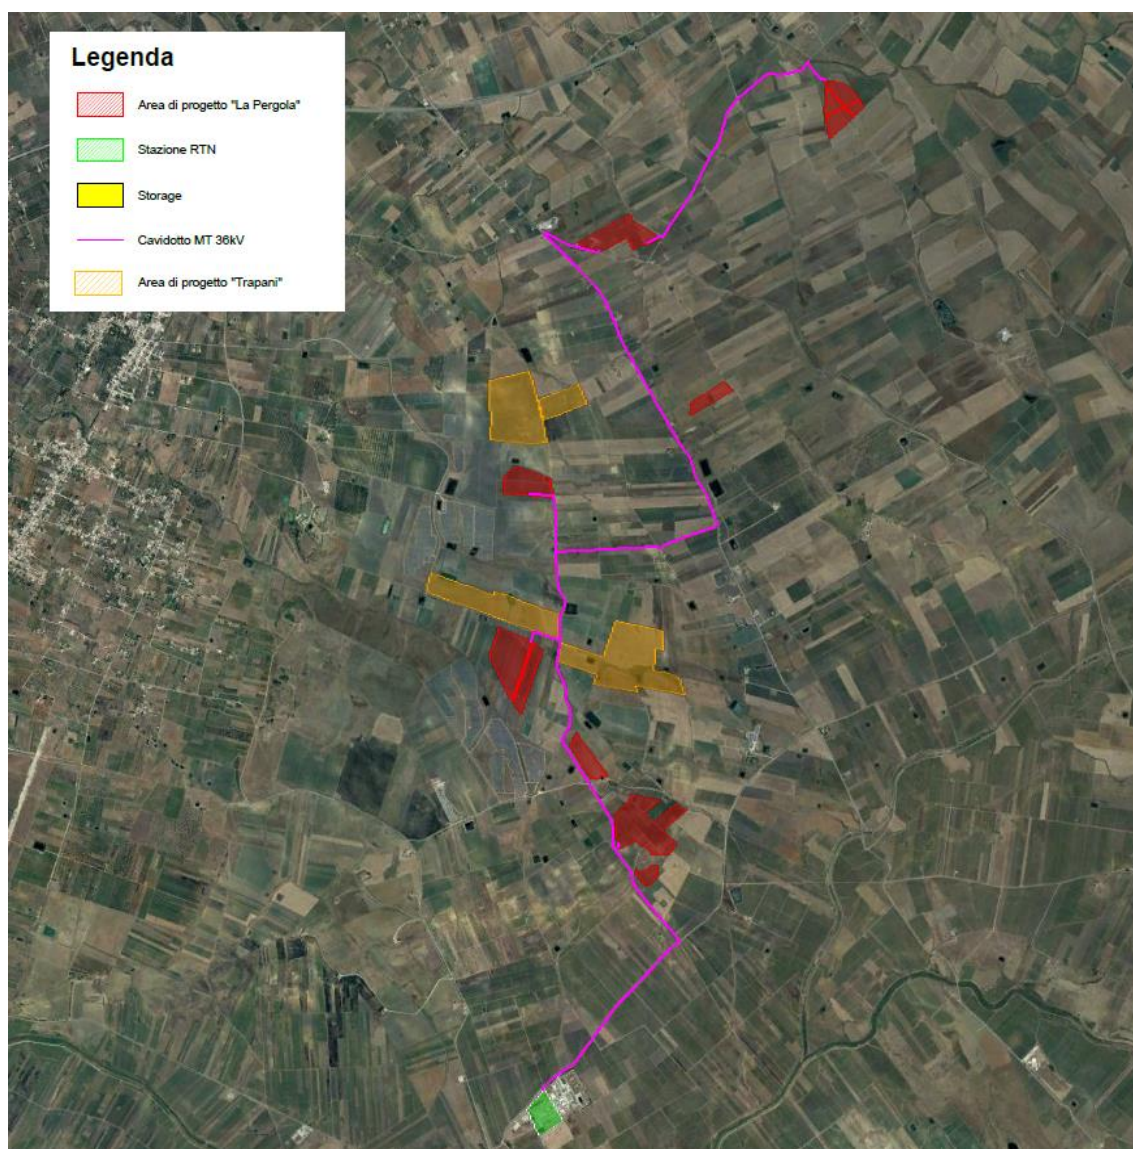 Legenda
Area di progetto "La Pergola"
Stazione RTN
Storage
Cavidotto MT 36kV
Area di progetto "Trapani"